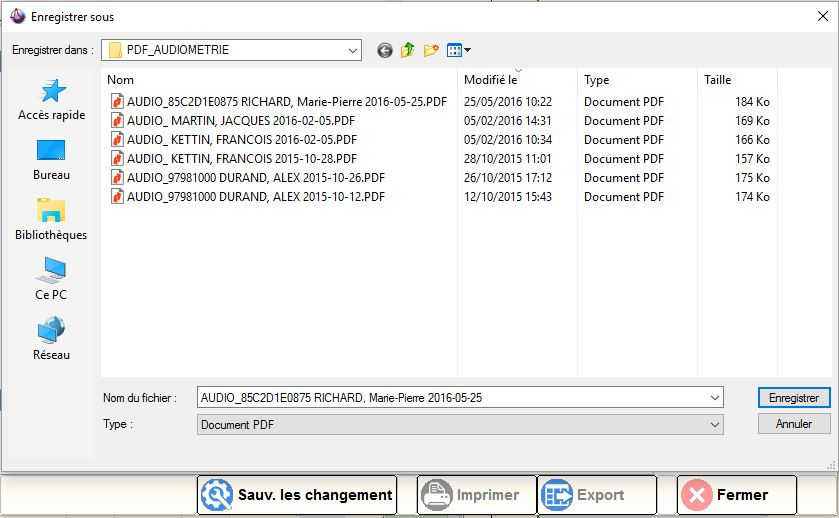 Enregistrer sous
Enregistrer dans : PDF_AUDIOMETRIE
Accès rapide
Bureau
Bibliothèques
Ce PC
Réseau
Nom Modifié le Type Taille
AUDIO_85C2D1E0875 RICHARD, Marie-Pierre 2016-05-25.PDF 25/05/2016 10:22 Document PDF 184 Ko
AUDIO_ MARTIN, JACQUES 2016-02-05.PDF 05/02/2016 14:31 Document PDF 169 Ko
AUDIO_ KETTIN, FRANCOIS 2016-02-05.PDF 05/02/2016 10:34 Document PDF 166 Ko
AUDIO_ KETTIN, FRANCOIS 2015-10-28.PDF 28/10/2015 11:01 Document PDF 157 Ko
AUDIO_97981000 DURAND, ALEX 2015-10-26.PDF 26/10/2015 17:12 Document PDF 175 Ko
AUDIO_97981000 DURAND, ALEX 2015-10-12.PDF 12/10/2015 15:43 Document PDF 174 Ko
Nom du fichier : AUDIO_85C2D1E0875 RICHARD, Marie-Pierre 2016-05-25 Enregistrer
Type : Document PDF Annuler
Sauv. les changement Imprimer Export Fermer